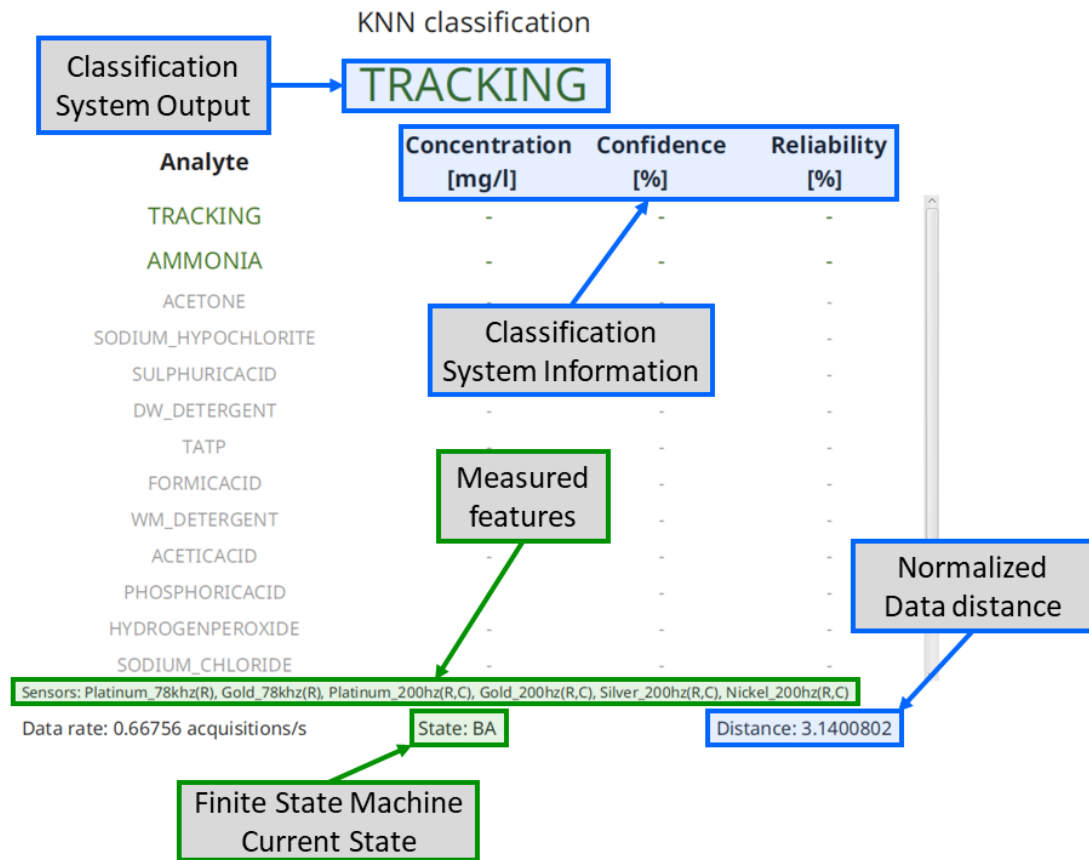 KNN classification
Classification
System Output
TRACKING
Analyte
Concentration Confidence Reliability
[mg/l] [%] [%]
TRACKING - - -
AMMONIA - - -
ACETONE - - -
SODIUM_HYPOCHLORITE -
SULPHURICACID -
Classification
System Information
DW_DETERGENT - - -
TATP - - -
FORMICACID - -
Measured
features
WM_DETERGENT - -
ACETICACID - - -
PHOSPHORICACID - - -
HYDROGENPEROXIDE - - -
SODIUM_CHLORIDE - - -
Normalized
Data distance
Sensors: Platinum_78khz(R), Gold_78khz(R), Platinum_200hz(R,C), Gold_200hz(R,C), Silver_200hz(R,C), Nickel_200hz(R,C)
Data rate: 0.66756 acquisitions/s State: BA Distance: 3.1400802
Finite State Machine
Current State